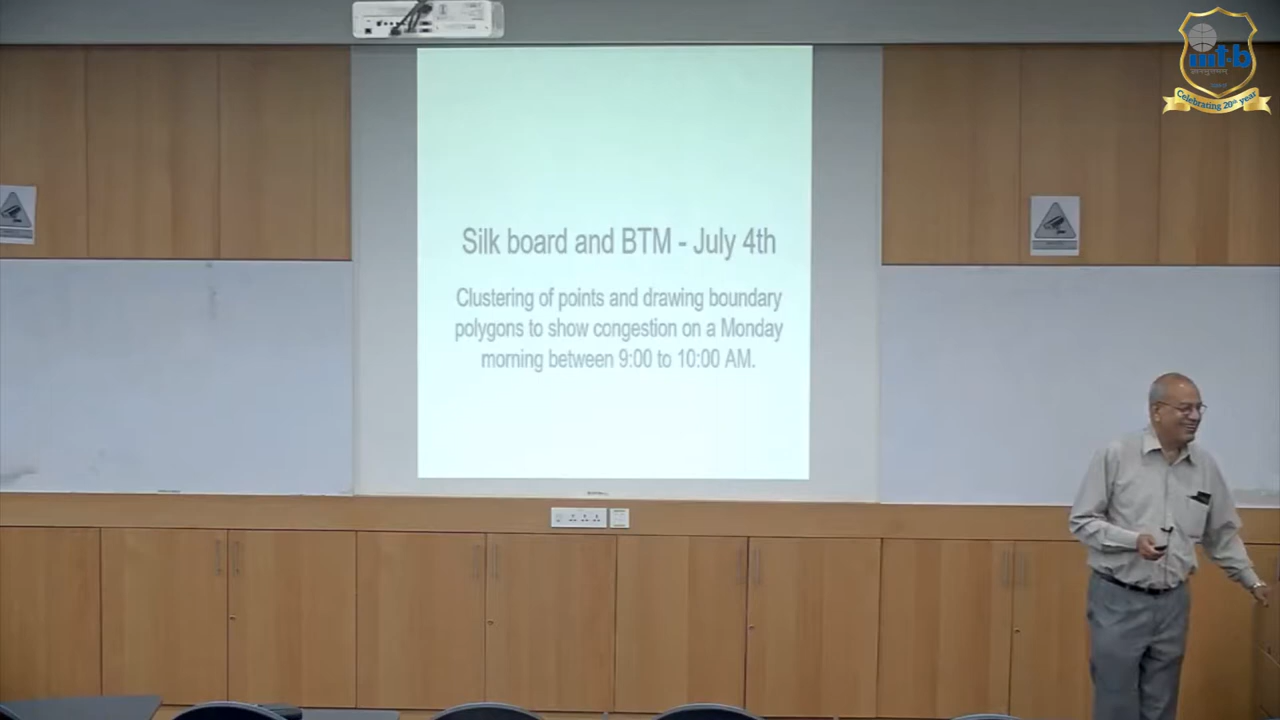 iiit-b
Celebrating 20th year
Silk board and BTM - July 4th
Clustering of points and drawing boundary
polygons to show congestion on a Monday
morning between 9:00 to 10:00 AM.